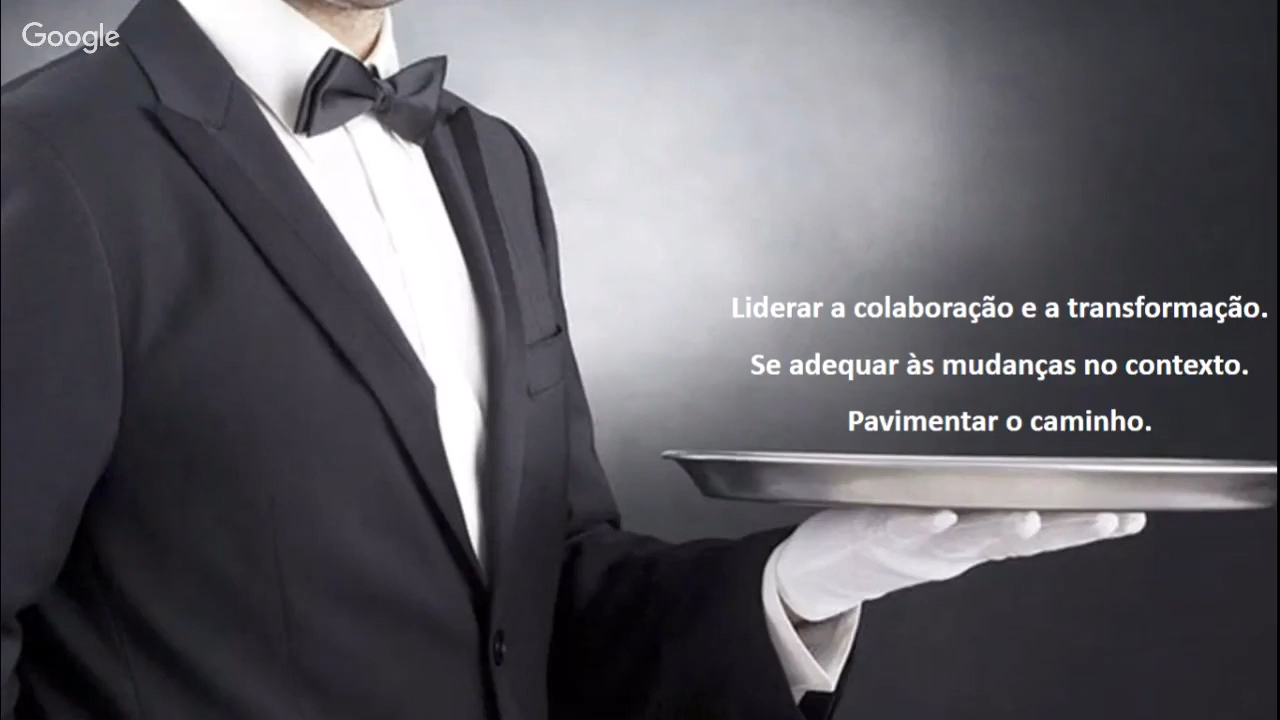 Google
Liderar a colaboração e a transformação.
Se adequar às mudanças no contexto.
Pavimentar o caminho.